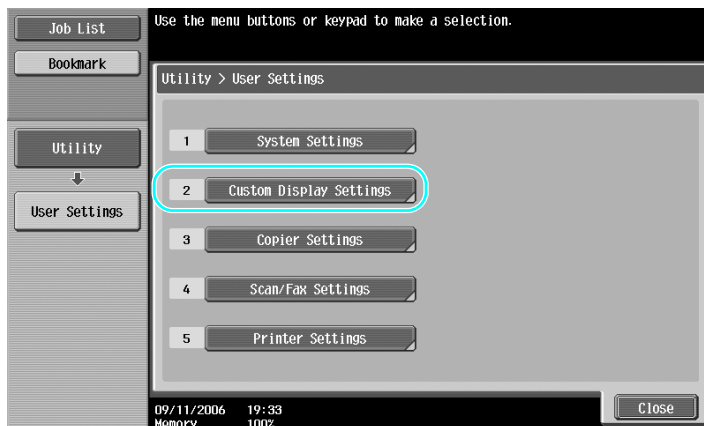 Job List
Bookmark
Utility
User Settings
Use the menu buttons or keypad to make a selection.
Utility > User Settings
1 System Settings
2 Custom Display Settings
3 Copier Settings
4 Scan/Fax Settings
5 Printer Settings
09/11/2006 19:33
Memory 100%
Close